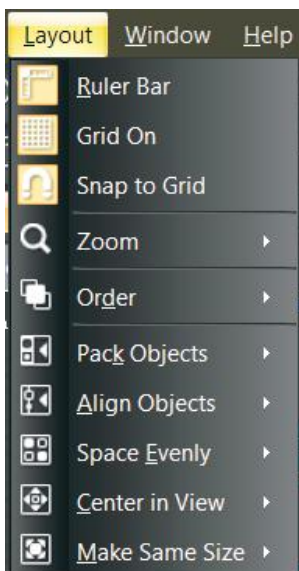 Layout Window Help
Ruler Bar
Grid On
Snap to Grid
Zoom
Order
Pack Objects
Align Objects
Space Evenly
Center in View
Make Same Size